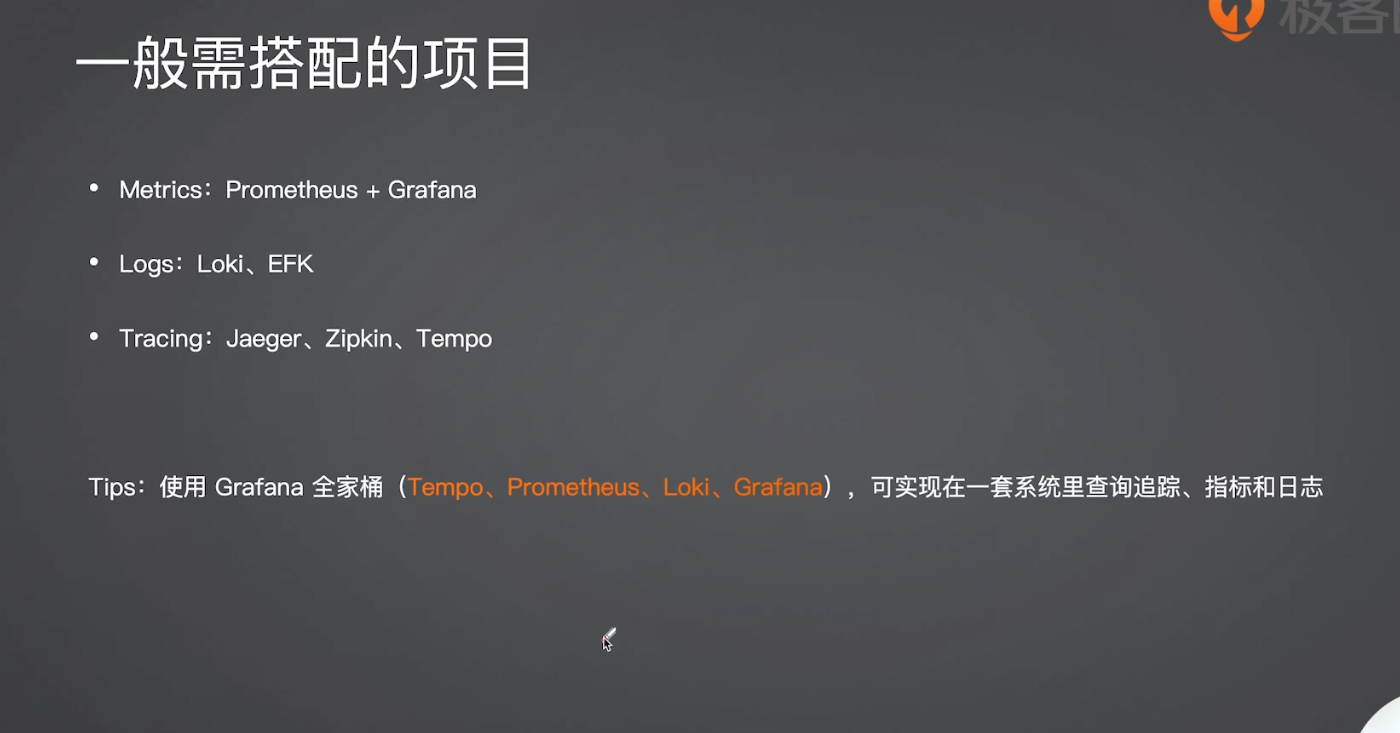 极客
一般需搭配的项目
• Metrics：Prometheus + Grafana
• Logs：Loki、EFK
• Tracing：Jaeger、Zipkin、Tempo
Tips：使用 Grafana 全家桶（Tempo、Prometheus、Loki、Grafana），可实现在一套系统里查询追踪、指标和日志